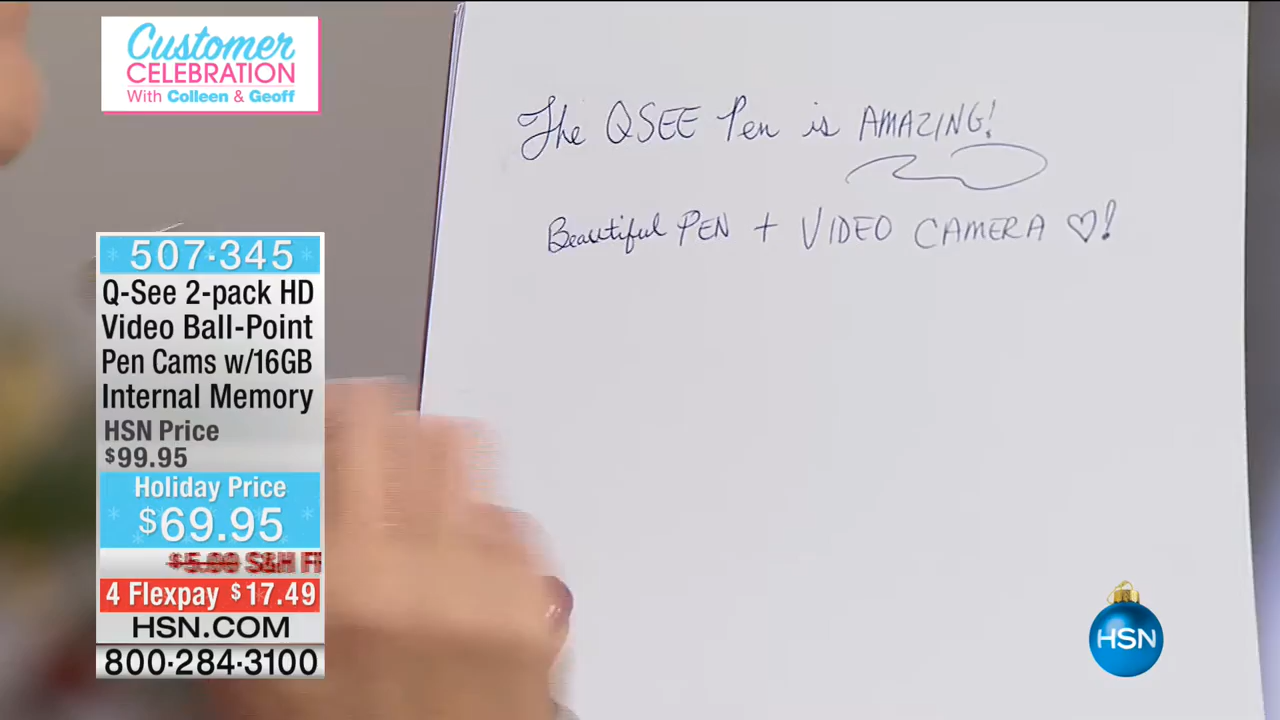 Customer
CELEBRATION
With Colleen & Geoff
The QSEE Pen is AMAZING!
Beautiful PEN + VIDEO CAMERA ♡!
507·345
Q-See 2-pack HD
Video Ball-Point
Pen Cams w/16GB
Internal Memory
HSN Price
$99.95
Holiday Price
$69.95
$5.00 S&H
4 Flexpay $17.49
HSN.COM
800·284·3100
HSN